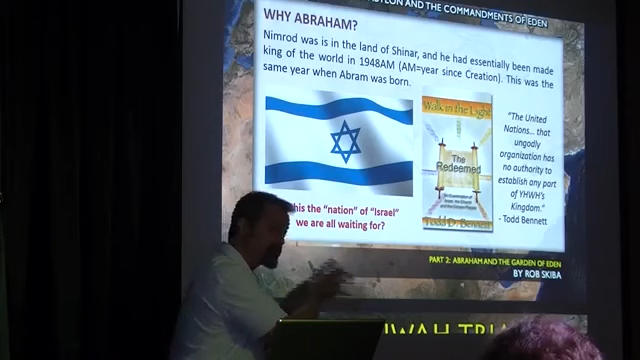 BYLON AND THE COMMANDMENTS OF EDEN
WHY ABRAHAM?
Nimrod was is in the land of Shinar, and he had essentially been made
king of the world in 1948AM (AM=year since Creation). This was the
same year when Abram was born.
Walk in the Light
The
Redeemed
Todd D. Bennett
"The United
Nations... that
ungodly
organization has
no authority to
establish any part
of YHWH's
Kingdom."
- Todd Bennett
his the "nation" of "Israel"
we are all waiting for?
PART 2: ABRAHAM AND THE GARDEN OF EDEN
BY ROB SKIBA